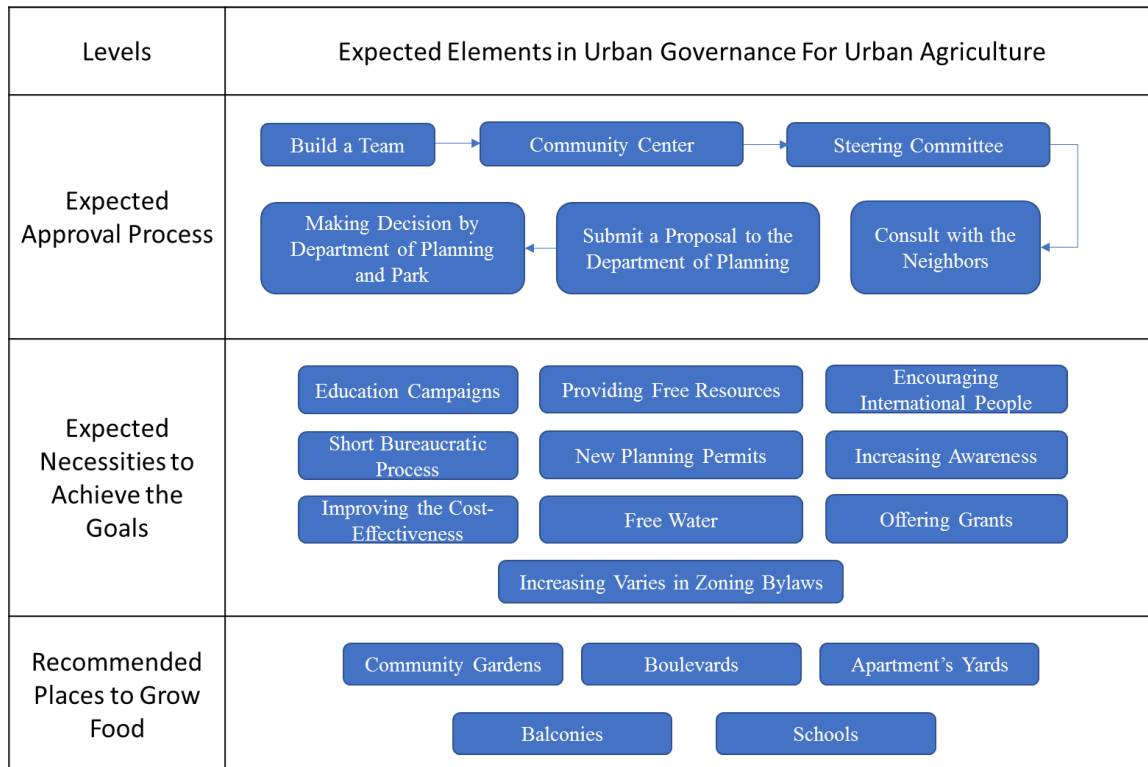 Levels
Expected Elements in Urban Governance For Urban Agriculture
Expected
Approval Process
Build a Team
Community Center
Steering Committee
Making Decision by
Department of Planning
and Park
Submit a Proposal to the
Department of Planning
Consult with the
Neighbors
Expected
Necessities to
Achieve the
Goals
Education Campaigns
Providing Free Resources
Encouraging
International People
Short Bureaucratic
Process
New Planning Permits
Increasing Awareness
Improving the Cost-
Effectiveness
Free Water
Offering Grants
Increasing Varies in Zoning Bylaws
Recommended
Places to Grow
Food
Community Gardens
Boulevards
Apartment's Yards
Balconies
Schools